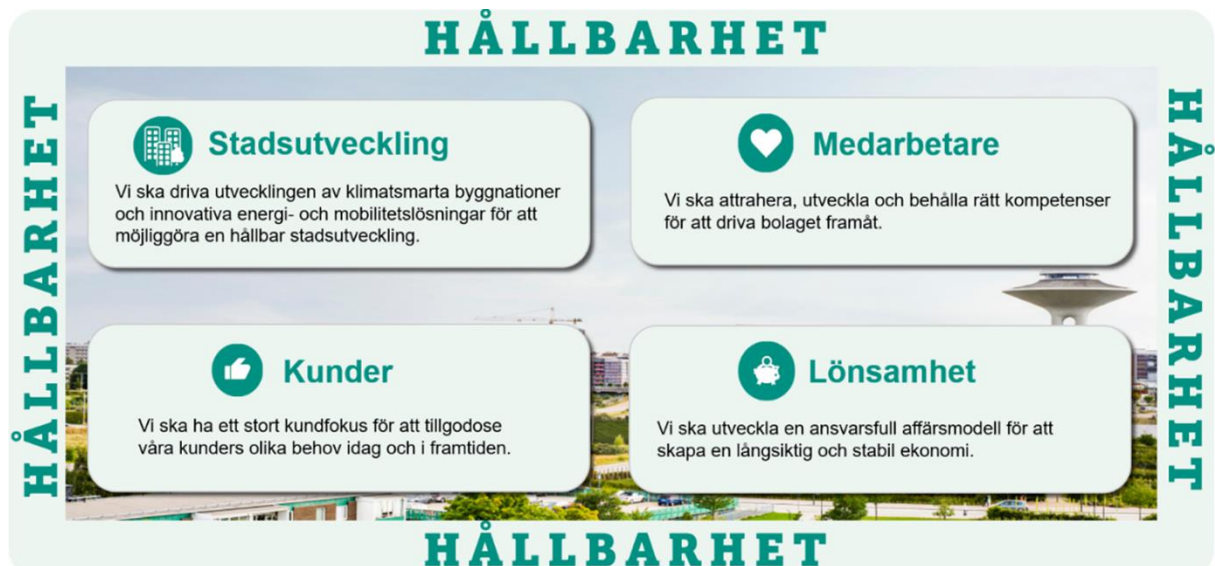 HÅLLBARHET
HÅLLBARHET
Stadsutveckling
Vi ska driva utvecklingen av klimatsmarta byggnationer
och innovativa energi- och mobilitetslösningar för att
möjliggöra en hållbar stadsutveckling.
Medarbetare
Vi ska attrahera, utveckla och behålla rätt kompetenser
för att driva bolaget framåt.
Kunder
Vi ska ha ett stort kundfokus för att tillgodose
våra kunders olika behov idag och i framtiden.
Lönsamhet
Vi ska utveckla en ansvarsfull affärsmodell för att
skapa en långsiktig och stabil ekonomi.
HÅLLBARHET
HÅLLBARHET